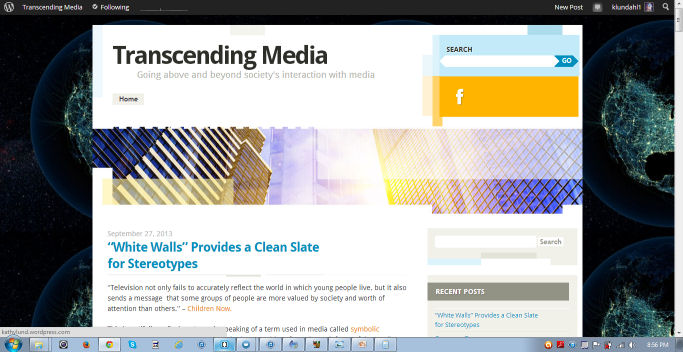 Transcending Media
Following
New Post
klundahl1
Transcending Media
Going above and beyond society's interaction with media
SEARCH
GO
Home
f
September 27, 2013
“White Walls” Provides a Clean Slate
for Stereotypes
“Television not only fails to accurately reflect the world in which young people live, but it also
sends a message that some groups of people are more valued by society and worth of
attention than others.” – Children Now.
speaking of a term used in media called symbolic
Search
RECENT POSTS
“White Walls” Provides a Clean Slate
for Stereotypes
kathylund.wordpress.com
8:56 PM